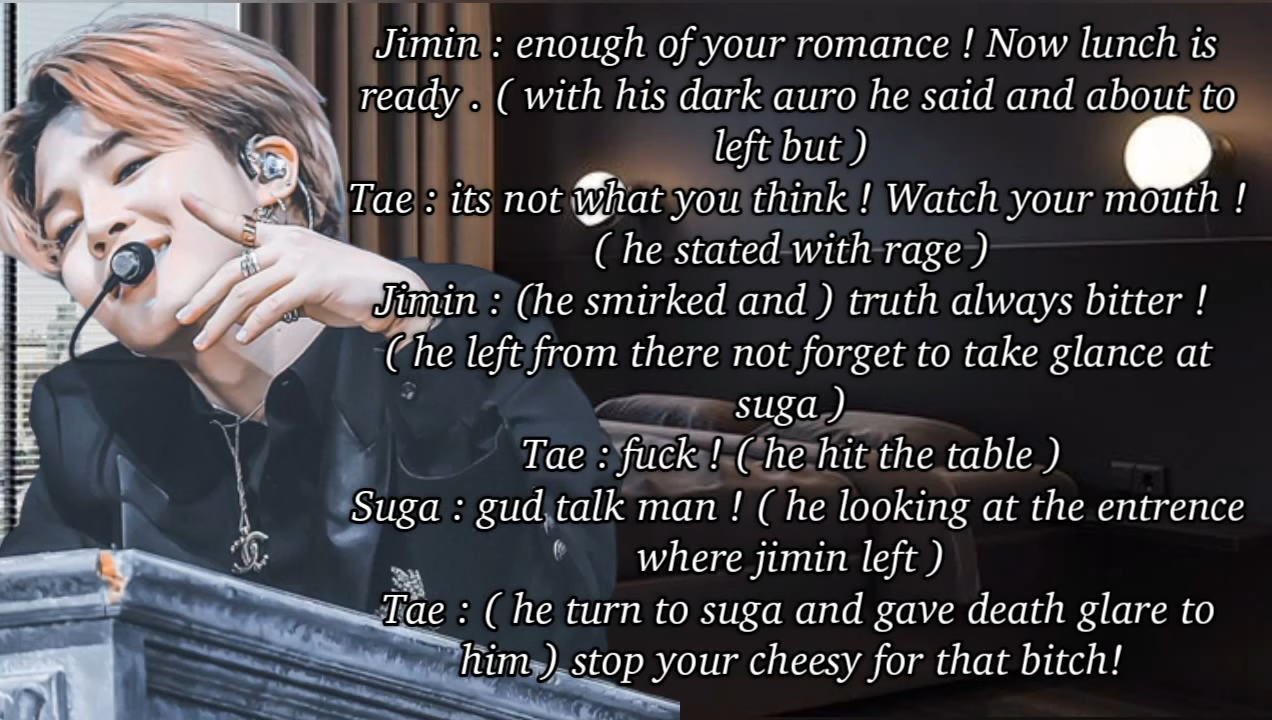 Jimin : enough of your romance ! Now lunch is
ready . ( with his dark auro he said and about to
left but )
Tae : its not what you think ! Watch your mouth !
( he stated with rage )
Jimin : (he smirked and ) truth always bitter !
( he left from there not forget to take glance at
suga )
Tae : fuck ! ( he hit the table )
Suga : gud talk man ! ( he looking at the entrence
where jimin left )
Tae : ( he turn to suga and gave death glare to
him ) stop your cheesy for that bitch!